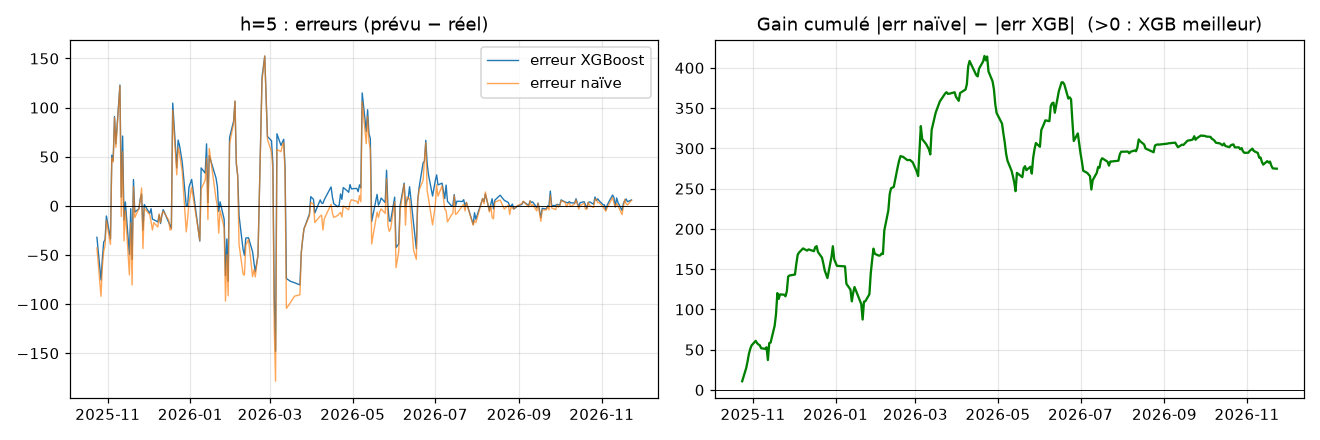 h=5 : erreurs (prévu − réel)
erreur XGBoost
erreur naïve
150
100
50
0
−50
−100
−150
2025-11 2026-01 2026-03 2026-05 2026-07 2026-09 2026-11
Gain cumulé |err naïve| − |err XGB| (>0 : XGB meilleur)
400
350
300
250
200
150
100
50
0
2025-11 2026-01 2026-03 2026-05 2026-07 2026-09 2026-11